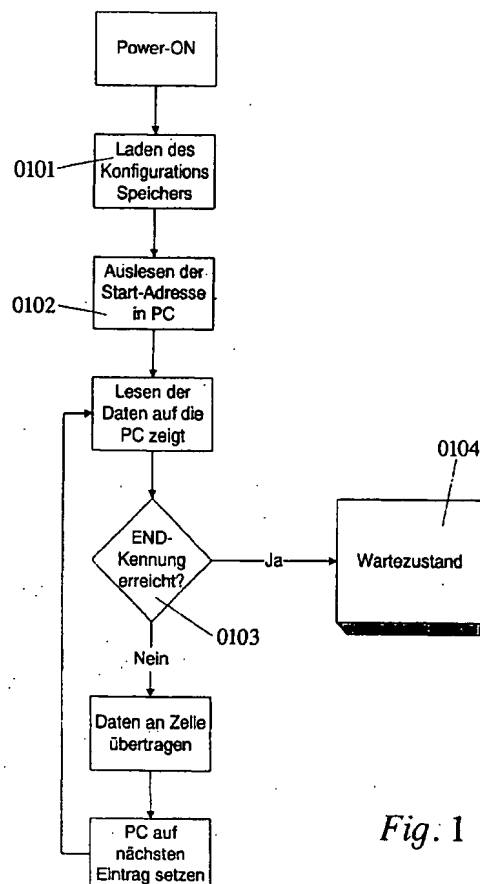 Power-ON
0101
Laden des
Konfigurations
Speichers
0102
Auslesen der
Start-Adresse
in PC
Lesen der
Daten auf die
PC zeigt
0104
END-
Kennung
erreicht?
Ja
Wartezustand
0103
Nein
Daten an Zelle
übertragen
PC auf
nächsten
Eintrag setzen
Fig. 1